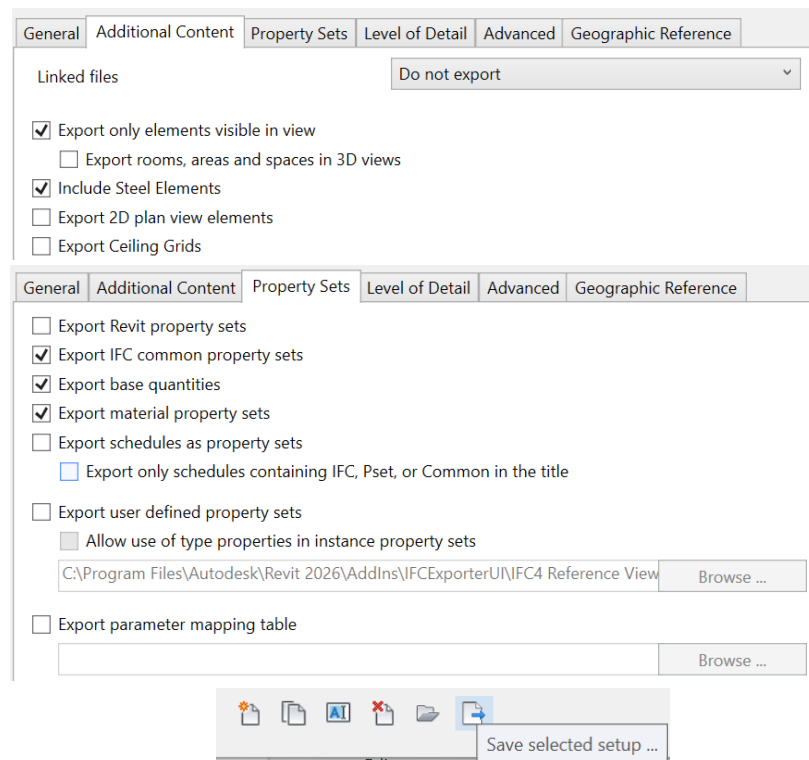 General Additional Content Property Sets Level of Detail Advanced Geographic Reference
Linked files Do not export
Export only elements visible in view
Export rooms, areas and spaces in 3D views
Include Steel Elements
Export 2D plan view elements
Export Ceiling Grids
General Additional Content Property Sets Level of Detail Advanced Geographic Reference
Export Revit property sets
Export IFC common property sets
Export base quantities
Export material property sets
Export schedules as property sets
Export only schedules containing IFC, Pset, or Common in the title
Export user defined property sets
Allow use of type properties in instance property sets
C:\Program Files\Autodesk\Revit 2026\AddIns\IFCExporterUI\IFC4 Reference View Browse ...
Export parameter mapping table
Browse ...
AI
Save selected setup ...